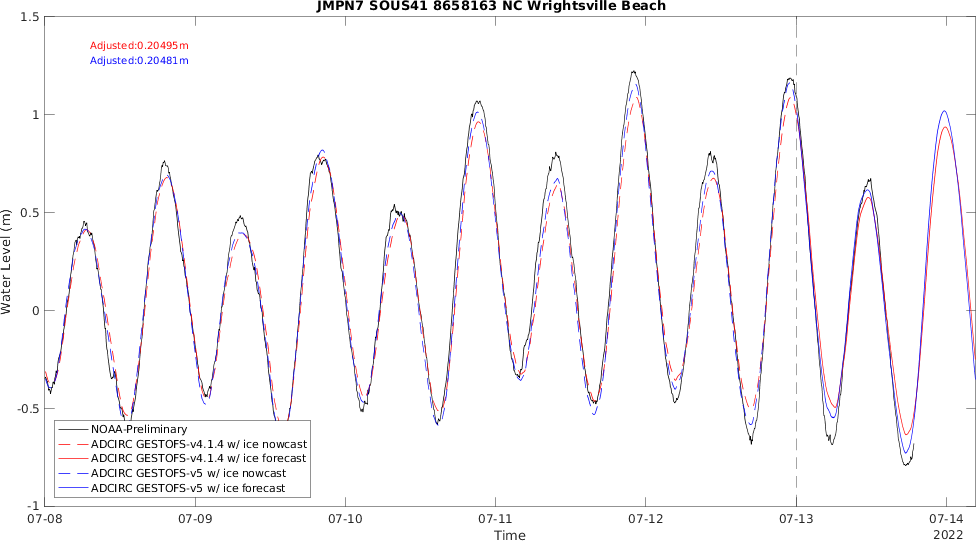 JMPN7 SOUS41 8658163 NC Wrightsville Beach
Adjusted:0.20495m
Adjusted:0.20481m
1.5
1
0.5
0
-0.5
-1
Water Level (m)
NOAA-Preliminary
ADCIRC GESTOFS-v4.1.4 w/ ice nowcast
ADCIRC GESTOFS-v4.1.4 w/ ice forecast
ADCIRC GESTOFS-v5 w/ ice nowcast
ADCIRC GESTOFS-v5 w/ ice forecast
07-08 07-09 07-10 07-11 07-12 07-13 07-14
Time
2022